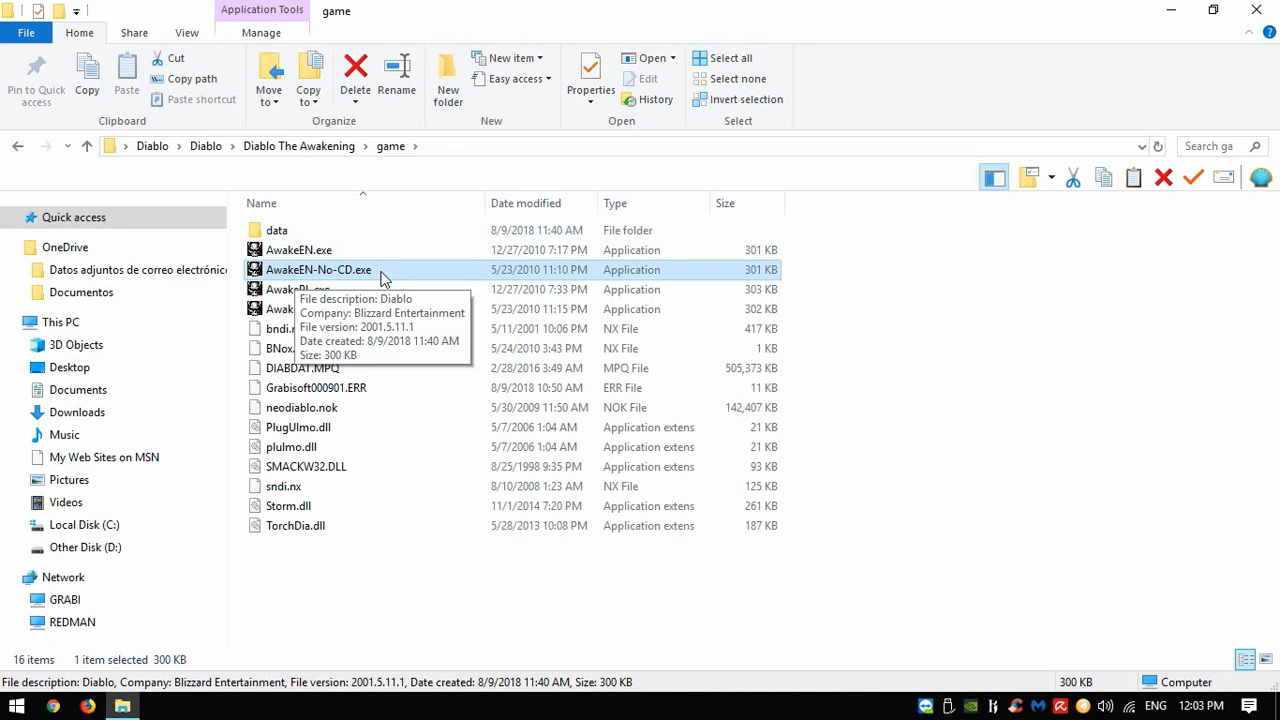 Application Tools
game
File
Home
Share
View
Manage
Pin to Quick access
Copy
Paste
Cut
Copy path
Paste shortcut
Clipboard
Move to
Copy to
Delete
Rename
Organize
New folder
New item
Easy access
New
Properties
Open
Edit
History
Open
Select all
Select none
Invert selection
Select
Diablo
Diablo
Diablo The Awakening
game
Search ga
Name
Date modified
Type
Size
Quick access
OneDrive
Datos adjuntos de correo electrónico
Documentos
This PC
3D Objects
Desktop
Documents
Downloads
Music
My Web Sites on MSN
Pictures
Videos
Local Disk (C:)
Other Disk (D:)
Network
GRABI
REDMAN
data 8/9/2018 11:40 AM File folder
AwakeEN.exe 12/27/2010 7:17 PM Application 301 KB
AwakeEN-No-CD.exe 5/23/2010 11:10 PM Application 301 KB
12/27/2010 7:33 PM Application 303 KB
Awak 5/23/2010 11:15 PM Application 302 KB
bndi.n 5/11/2001 10:06 PM NX File 417 KB
BNox. 5/24/2010 3:43 PM NX File 1 KB
DIABDAT.MPQ 2/28/2016 3:49 AM MPQ File 505,373 KB
Grabisoft000901.ERR 8/9/2018 10:50 AM ERR File 11 KB
neodiablo.nok 5/30/2009 11:50 AM NOK File 142,407 KB
PlugUlmo.dll 5/7/2006 1:04 AM Application extens 21 KB
plulmo.dll 5/7/2006 1:04 AM Application extens 21 KB
SMACKW32.DLL 8/25/1998 9:35 PM Application extens 93 KB
sndi.nx 8/10/2008 1:23 AM NX File 125 KB
Storm.dll 11/1/2014 7:20 PM Application extens 261 KB
TorchDia.dll 5/28/2013 10:08 PM Application extens 187 KB
File description: Diablo
Company: Blizzard Entertainment
File version: 2001.5.11.1
Date created: 8/9/2018 11:40 AM
Size: 300 KB
16 items 1 item selected 300 KB
File description: Diablo, Company: Blizzard Entertainment, File version: 2001.5.11.1, Date created: 8/9/2018 11:40 AM, Size: 300 KB
300 KB
Computer
ENG
12:03 PM